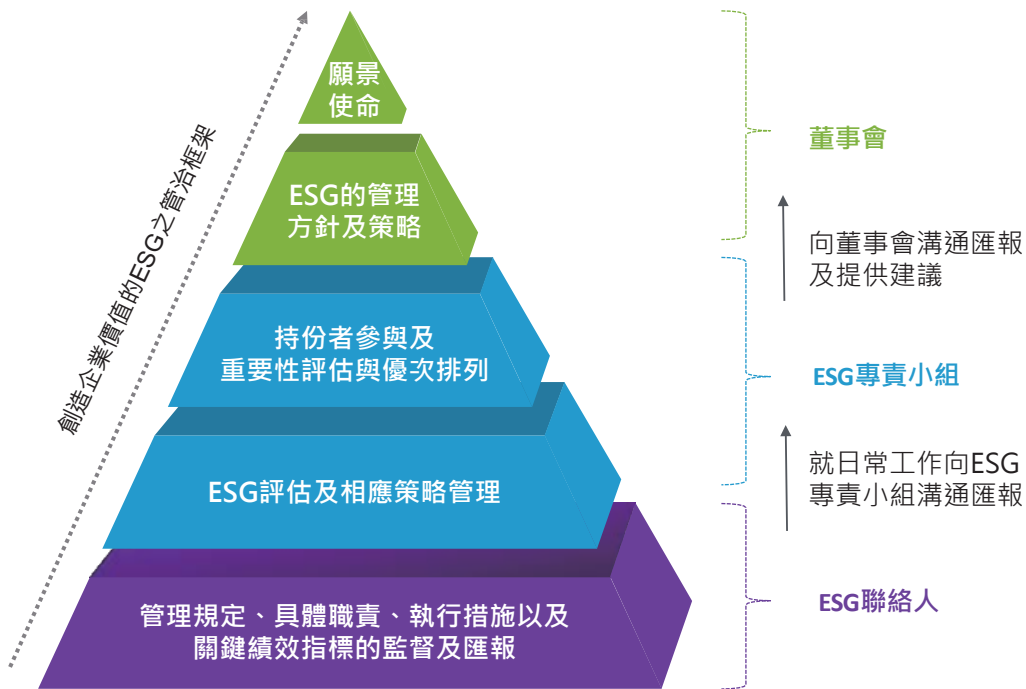 創造企業價值的ESG之管治框架
願景
使命
ESG的管理
方針及策略
持份者參與及
重要性評估與優次排列
ESG評估及相應策略管理
管理規定、具體職責、執行措施以及
關鍵績效指標的監督及匯報
董事會
向董事會溝通匯報
及提供建議
ESG專責小組
就日常工作向ESG
專責小組溝通匯報
ESG聯絡人